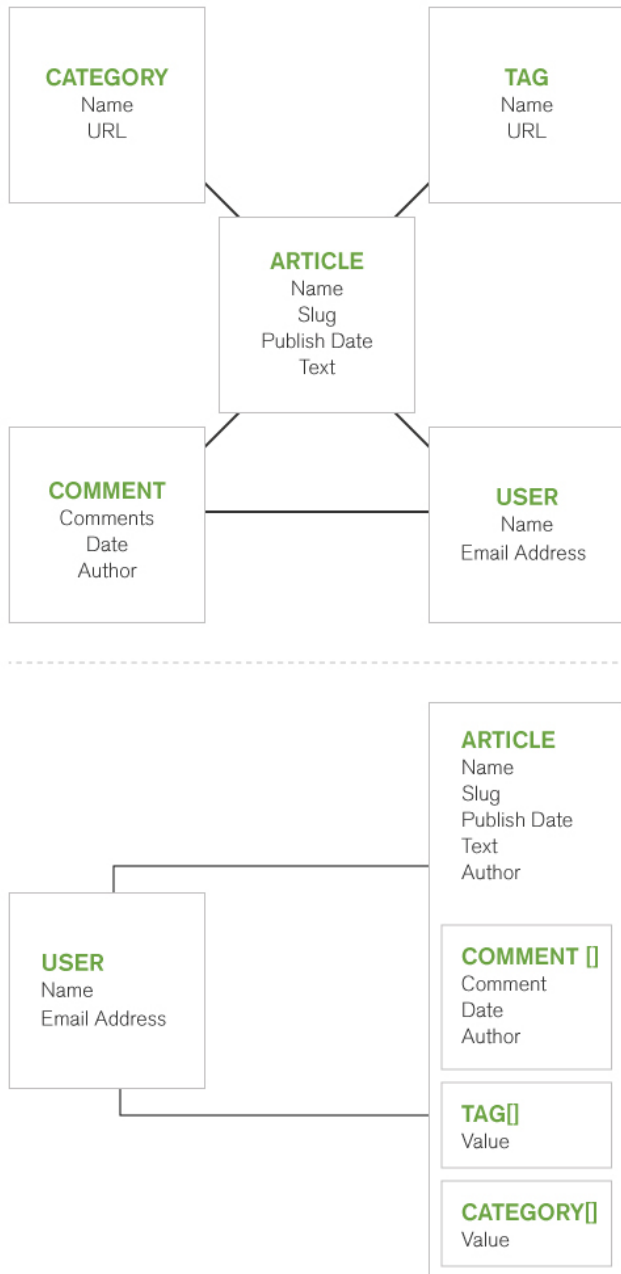 CATEGORY
Name
URL
TAG
Name
URL
ARTICLE
Name
Slug
Publish Date
Text
COMMENT
Comments
Date
Author
USER
Name
Email Address
ARTICLE
Name
Slug
Publish Date
Text
Author
USER
Name
Email Address
COMMENT []
Comment
Date
Author
TAG[]
Value
CATEGORY[]
Value